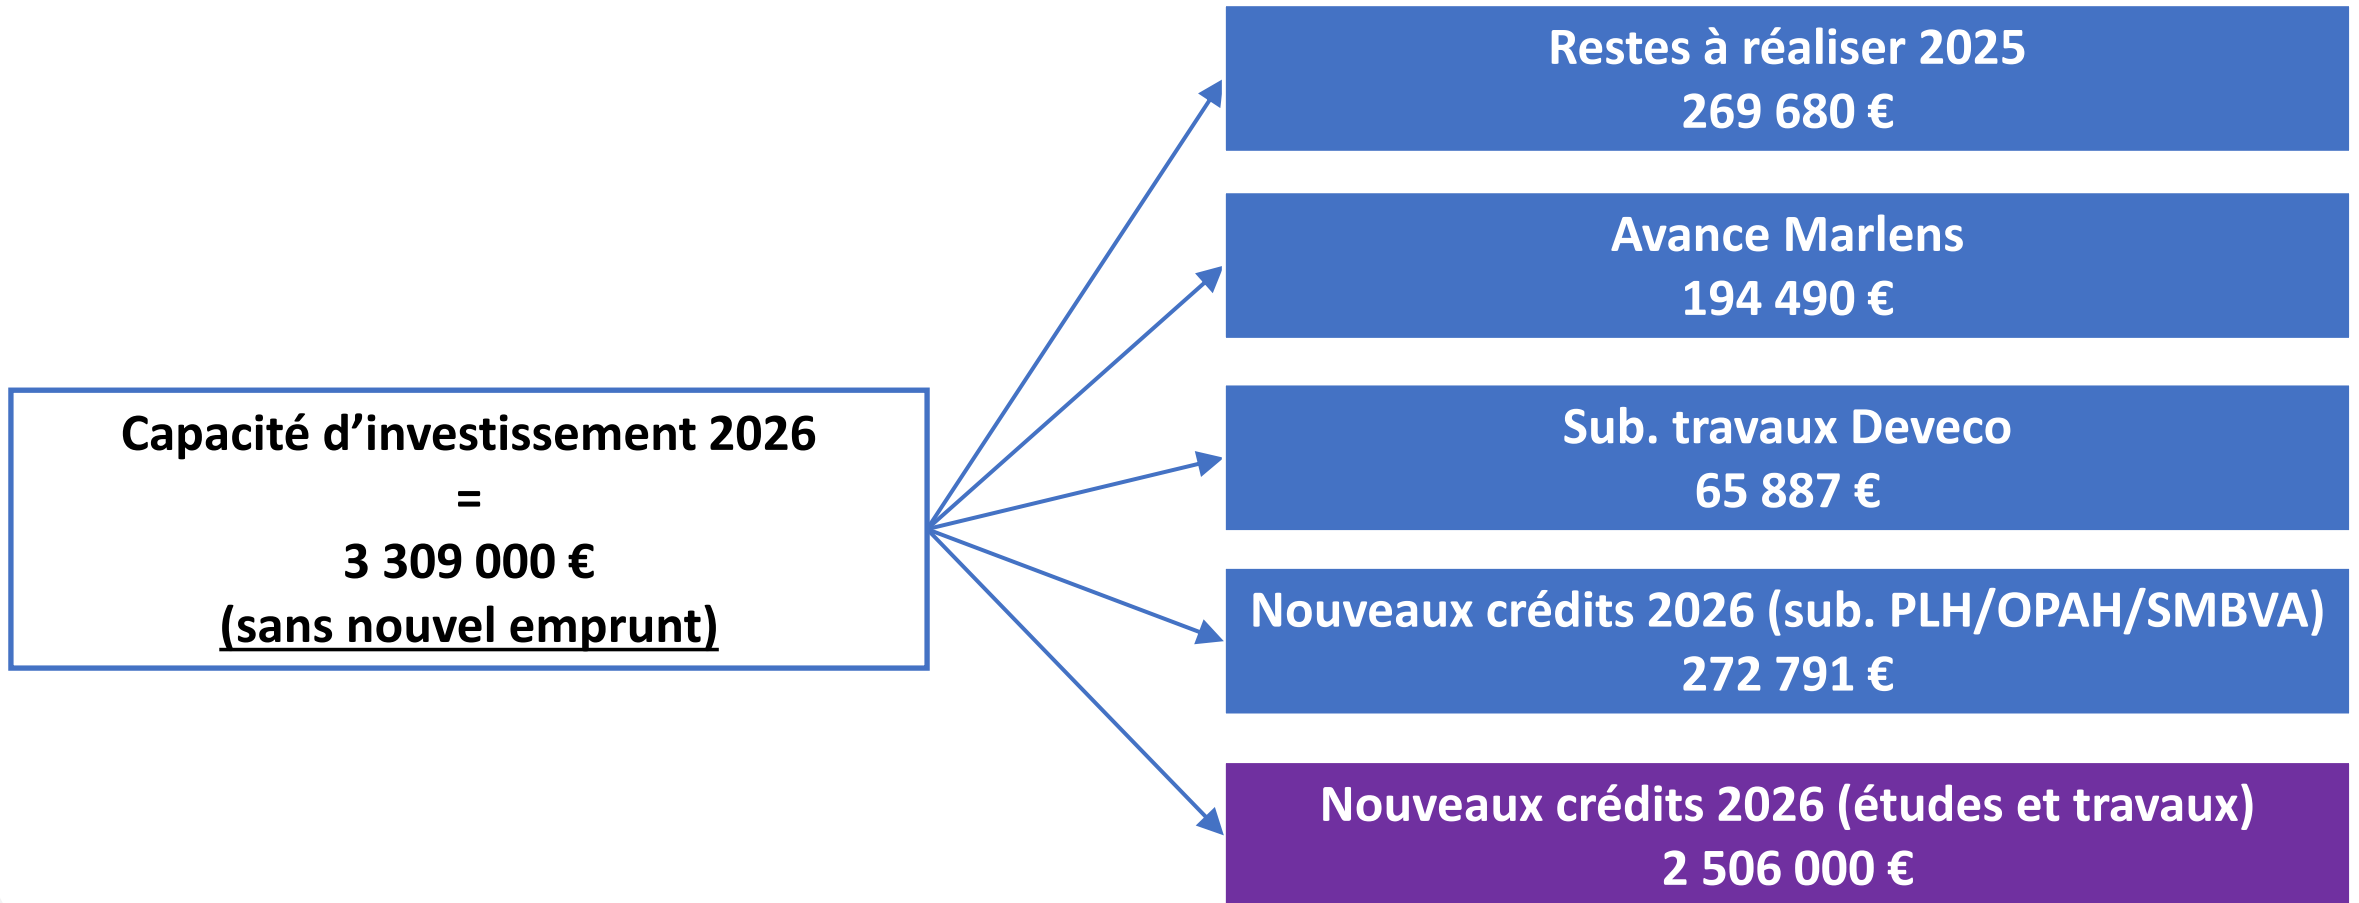 Capacité d’investissement 2026
=
3 309 000 €
(sans nouvel emprunt)
Restes à réaliser 2025
269 680 €
Avance Marlens
194 490 €
Sub. travaux Deveco
65 887 €
Nouveaux crédits 2026 (sub. PLH/OPAH/SMBVA)
272 791 €
Nouveaux crédits 2026 (études et travaux)
2 506 000 €